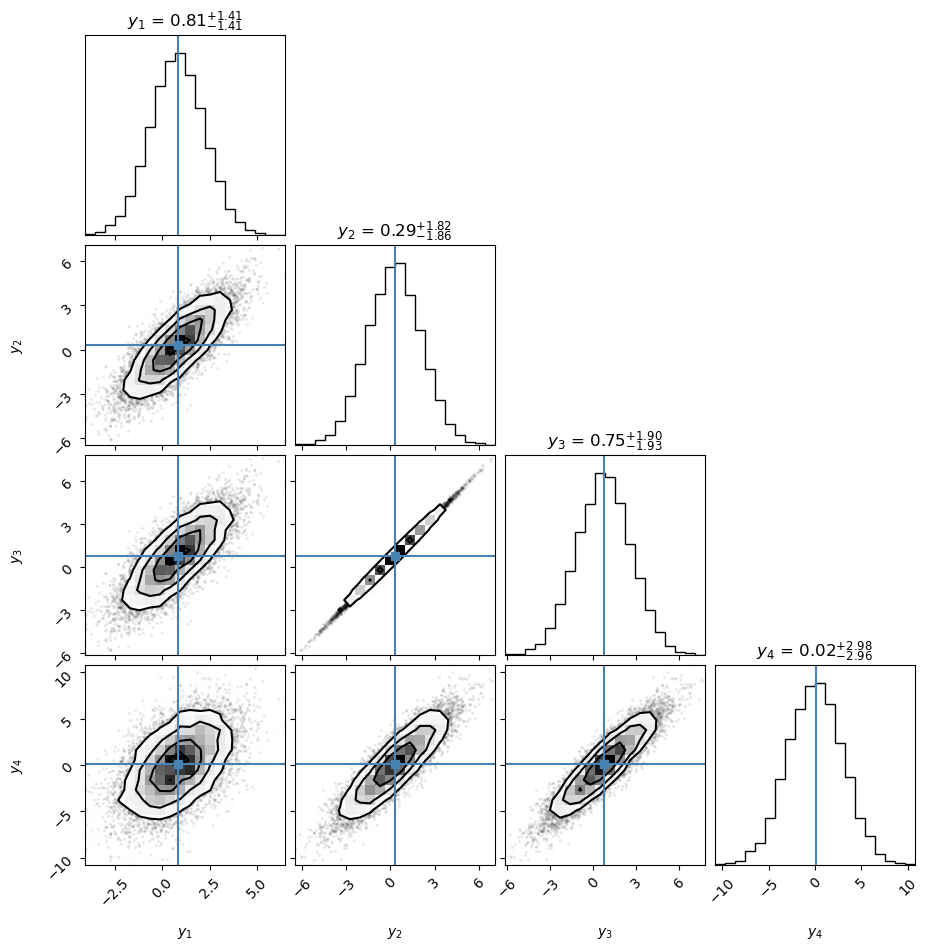 y₁ = 0.81+1.41−1.41
y₂ = 0.29+1.82−1.86
6
3
0
−3
−6
y₂
y₃ = 0.75+1.90−1.93
6
3
0
−3
−6
y₃
y₄ = 0.02+2.98−2.96
10
5
0
−5
−10
y₄
−2.5 0.0 2.5 5.0 −6 −3 0 3 6 −6 −3 0 3 6 −10 −5 0 5 10
y₁ y₂ y₃ y₄